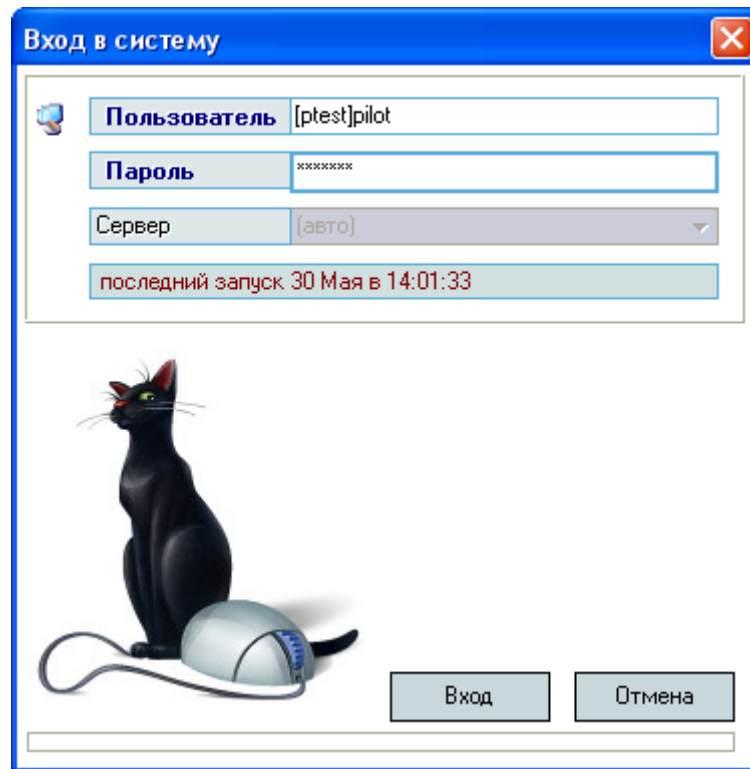 Вход в систему
Пользователь [ptest]pilot
Пароль *******
Сервер (авто)
последний запуск 30 Мая в 14:01:33
Вход Отмена